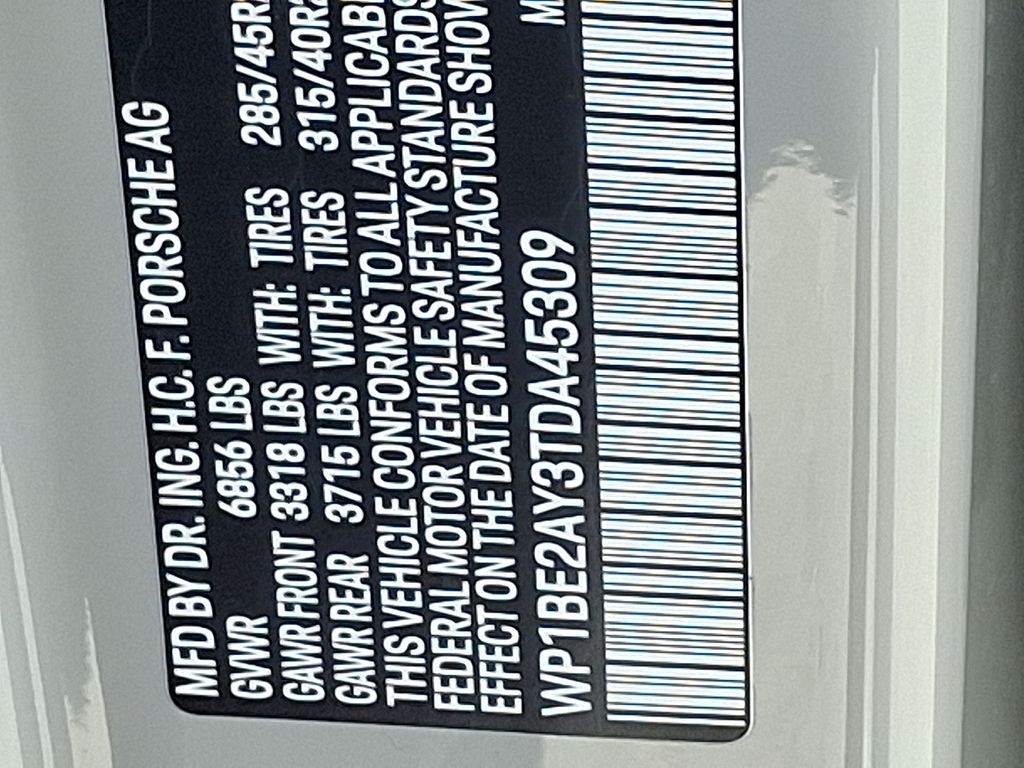 MFD BY DR. ING. H.C. F. PORSCHE AG
GVWR 6856 LBS
GAWR FRONT 3318 LBS WITH: TIRES 285/45R
GAWR REAR 3715 LBS WITH: TIRES 315/40R
THIS VEHICLE CONFORMS TO ALL APPLICABL
FEDERAL MOTOR VEHICLE SAFETY STANDARDS
EFFECT ON THE DATE OF MANUFACTURE SHOW
WP1BE2AY3TDA45309 M